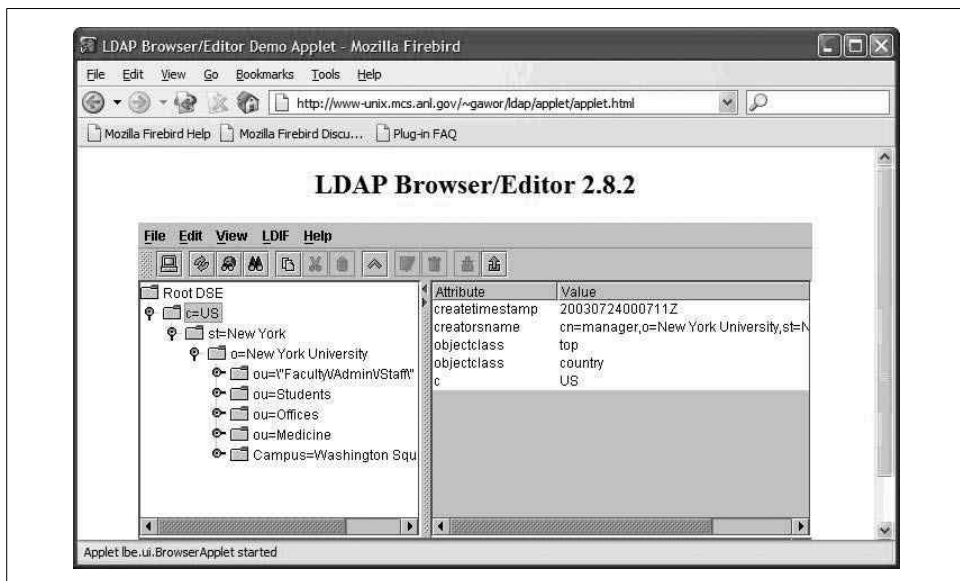 LDAP Browser/Editor Demo Applet - Mozilla Firebird
File Edit View Go Bookmarks Tools Help
http://www-unix.mcs.anl.gov/~gawor/ldap/applet/applet.html
Mozilla Firebird Help Mozilla Firebird Discu... Plug-in FAQ
LDAP Browser/Editor 2.8.2
File Edit View LDIF Help
Root DSE
c=US
st=New York
o=New York University
ou=\"Faculty\/Admin\/Staff\"
ou=Students
ou=Offices
ou=Medicine
Campus=Washington Squ
Attribute Value
createtimestamp 20030724000711Z
creatorsname cn=manager,o=New York University,st=N
objectclass top
objectclass country
c US
Applet lbe.ui.BrowserApplet started